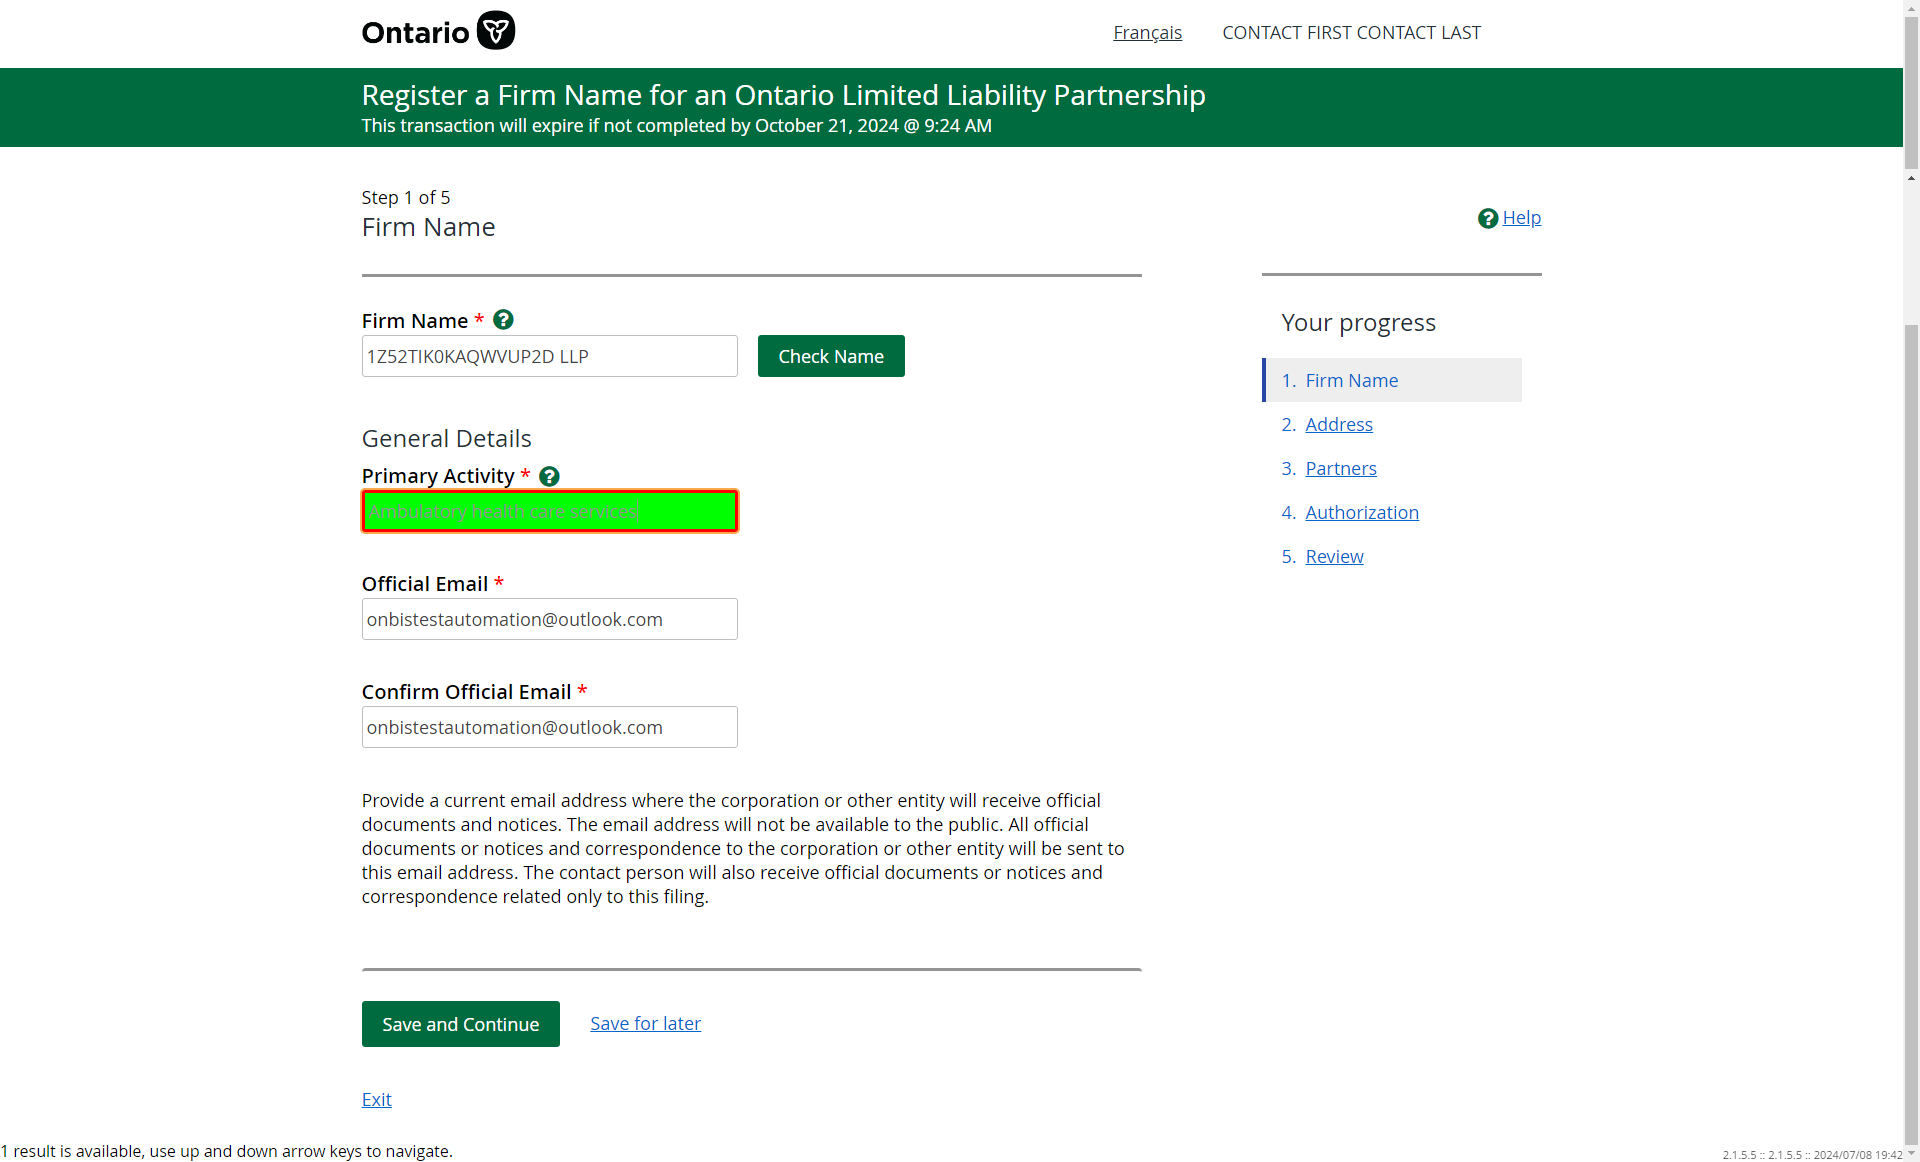 Ontario
Français
CONTACT FIRST CONTACT LAST
Register a Firm Name for an Ontario Limited Liability Partnership
This transaction will expire if not completed by October 21, 2024 @ 9:24 AM
Step 1 of 5
Firm Name
? Help
Firm Name * ?
1Z52TIK0KAQWVUP2D LLP
Check Name
General Details
Primary Activity * ?
Ambulatory health care services
Official Email *
onbistestautomation@outlook.com
Confirm Official Email *
onbistestautomation@outlook.com
Provide a current email address where the corporation or other entity will receive official
documents and notices. The email address will not be available to the public. All official
documents or notices and correspondence to the corporation or other entity will be sent to
this email address. The contact person will also receive official documents or notices and
correspondence related only to this filing.
Save and Continue
Save for later
Exit
Your progress
1. Firm Name
2. Address
3. Partners
4. Authorization
5. Review
1 result is available, use up and down arrow keys to navigate.
2.1.5.5 :: 2.1.5.5 :: 2024/07/08 19:42